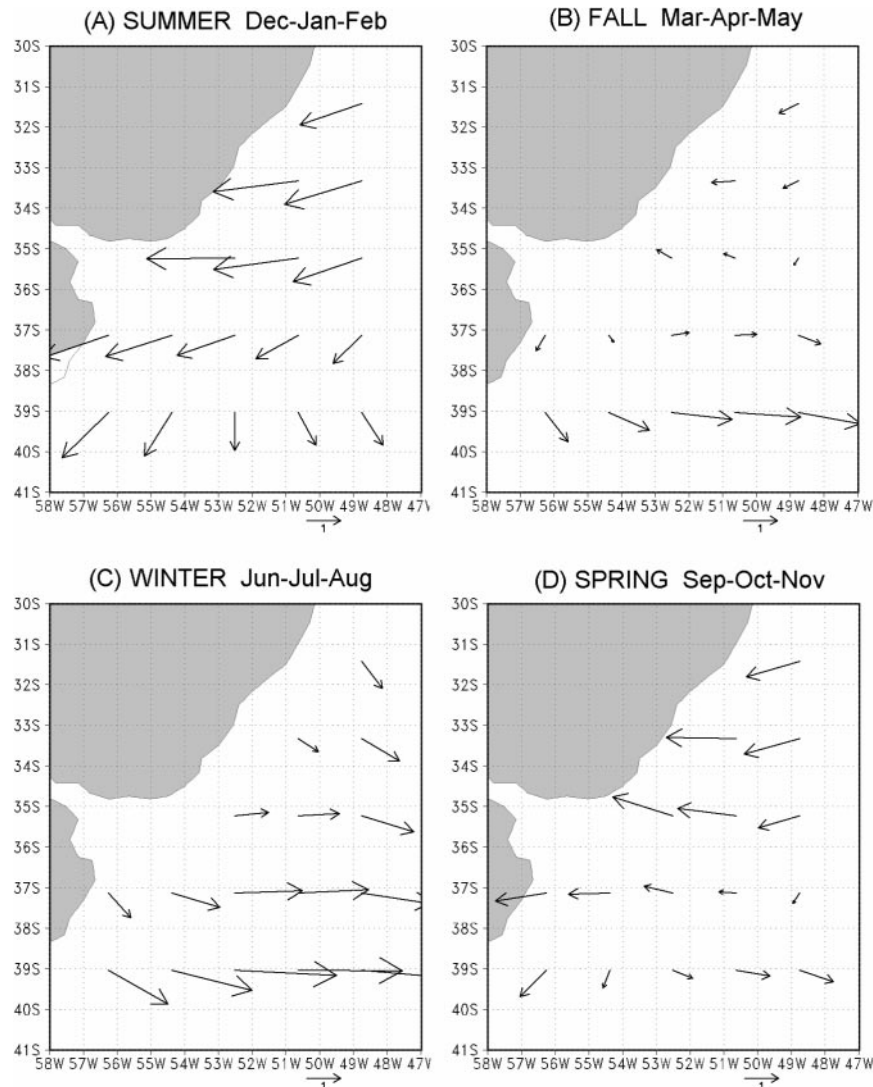 (A) SUMMER Dec-Jan-Feb
30S
31S
32S
33S
34S
35S
36S
37S
38S
39S
40S
41S
58W 57W 56W 55W 54W 53W 52W 51W 50W 49W 48W 47W
1
(B) FALL Mar-Apr-May
30S
31S
32S
33S
34S
35S
36S
37S
38S
39S
40S
41S
58W 57W 56W 55W 54W 53W 52W 51W 50W 49W 48W 47W
1
(C) WINTER Jun-Jul-Aug
30S
31S
32S
33S
34S
35S
36S
37S
38S
39S
40S
41S
58W 57W 56W 55W 54W 53W 52W 51W 50W 49W 48W 47W
1
(D) SPRING Sep-Oct-Nov
30S
31S
32S
33S
34S
35S
36S
37S
38S
39S
40S
41S
58W 57W 56W 55W 54W 53W 52W 51W 50W 49W 48W 47W
1